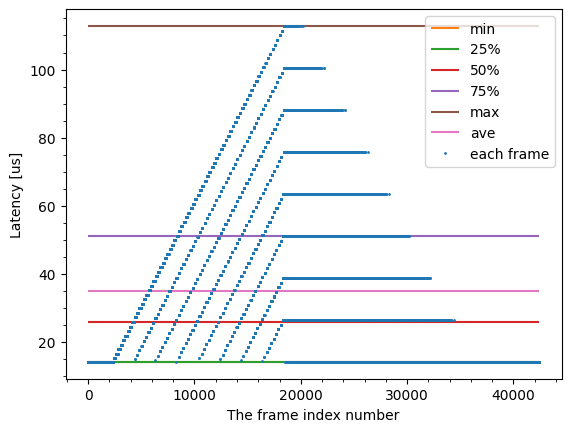 min
25%
50%
75%
max
ave
each frame
Latency [us]
100
80
60
40
20
0
10000
20000
30000
40000
The frame index number